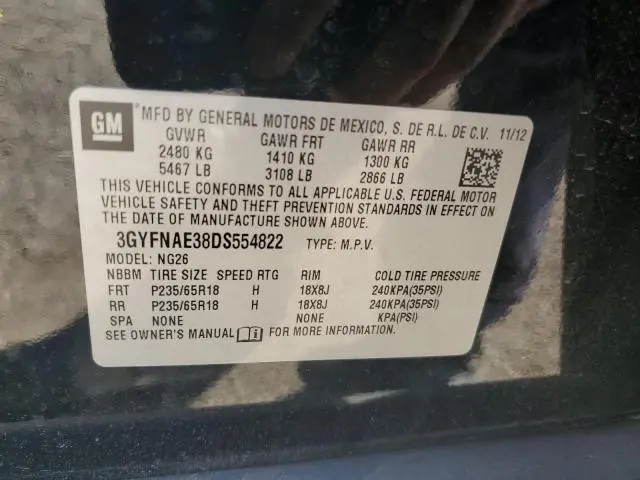 GM
*MFD BY GENERAL MOTORS DE MEXICO, S. DE R.L. DE C.V. 11/12
GVWR GAWR FRT GAWR RR
2480 KG 1410 KG 1300 KG
5467 LB 3108 LB 2866 LB
THIS VEHICLE CONFORMS TO ALL APPLICABLE U.S. FEDERAL MOTOR
VEHICLE SAFETY AND THEFT PREVENTION STANDARDS IN EFFECT ON
THE DATE OF MANUFACTURE SHOWN ABOVE.
3GYFNAE38DS554822 TYPE: M.P.V.
MODEL: NG26
NBBM TIRE SIZE SPEED RTG RIM COLD TIRE PRESSURE
FRT P235/65R18 H 18X8J 240KPA(35PSI)
RR P235/65R18 H 18X8J 240KPA(35PSI)
SPA NONE NONE KPA(PSI)
SEE OWNER'S MANUAL FOR MORE INFORMATION.